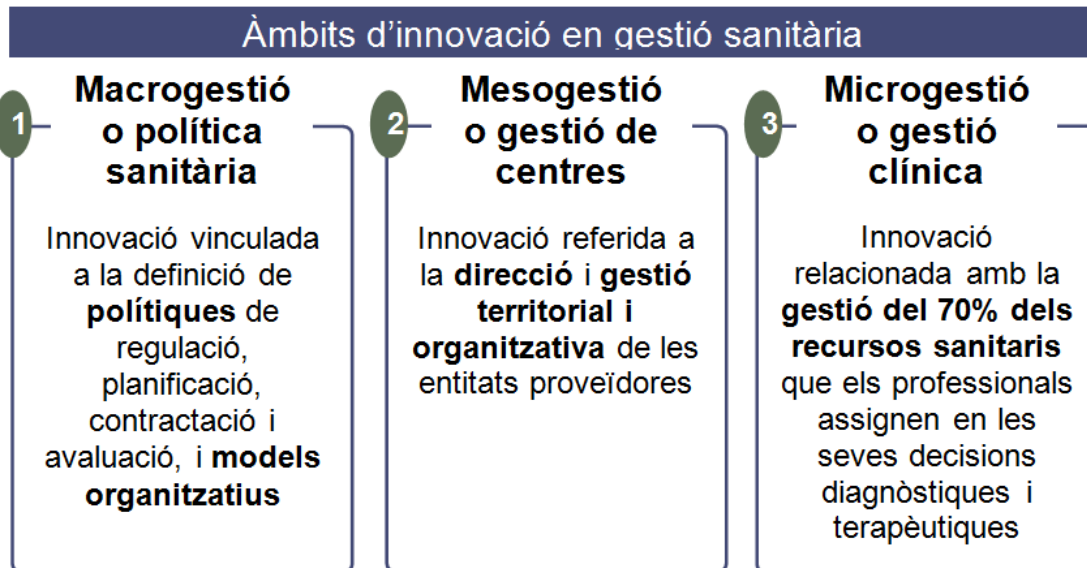 Àmbits d'innovació en gestió sanitària
1
Macrogestió
o política
sanitària
Innovació vinculada
a la definició de
polítiques de
regulació,
planificació,
contractació i
avaluació, i models
organitzatius
2
Mesogestió
o gestió de
centres
Innovació referida a
la direcció i gestió
territorial i
organitzativa de les
entitats proveïdores
3
Microgestió
o gestió
clínica
Innovació
relacionada amb la
gestió del 70% dels
recursos sanitaris
que els professionals
assignen en les
seves decisions
diagnòstiques i
terapèutiques